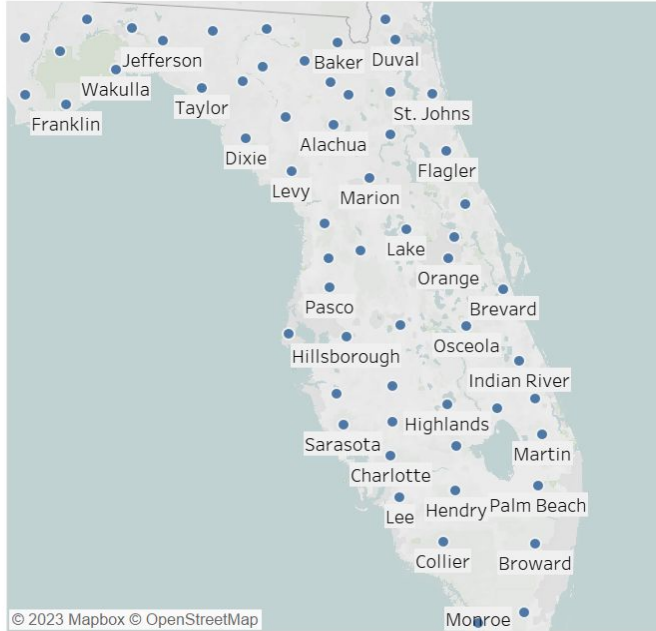 Jefferson
Baker
Duval
Wakulla
Taylor
St. Johns
Franklin
Alachua
Dixie
Flagler
Levy
Marion
Lake
Orange
Pasco
Brevard
Osceola
Hillsborough
Indian River
Highlands
Sarasota
Martin
Charlotte
Hendry
Palm Beach
Lee
Collier
Broward
© 2023 Mapbox © OpenStreetMap
Monroe